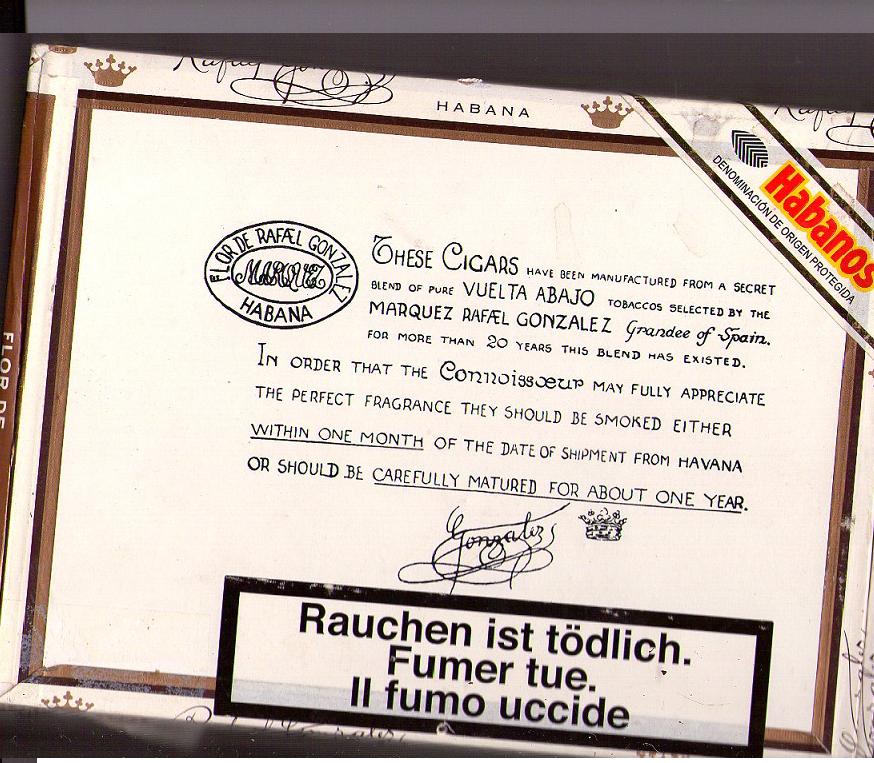 HABANA
DENOMINACIÓN DE ORIGEN PROTEGIDA
Habanos
FLOR DE RAFÆL GONZALEZ
MARQUEZ
HABANA
THESE CIGARS HAVE BEEN MANUFACTURED FROM A SECRET
BLEND OF PURE VUELTA ABAJO TOBACCOS SELECTED BY THE
MARQUEZ RAFÆL GONZALEZ Grandee of Spain.
FOR MORE THAN 20 YEARS THIS BLEND HAS EXISTED.
IN ORDER THAT THE Connoissœur MAY FULLY APPRECIATE
THE PERFECT FRAGRANCE THEY SHOULD BE SMOKED EITHER
WITHIN ONE MONTH OF THE DATE OF SHIPMENT FROM HAVANA
OR SHOULD BE CAREFULLY MATURED FOR ABOUT ONE YEAR.
Gonzalez
Rauchen ist tödlich.
Fumer tue.
Il fumo uccide
FLOR DE